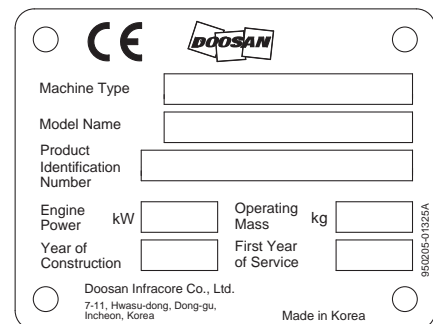 CE DOOSAN
Machine Type
Model Name
Product
Identification
Number
Engine
Power kW
Operating
Mass kg
Year of
Construction
First Year
of Service
Doosan Infracore Co., Ltd.
7-11, Hwasu-dong, Dong-gu,
Incheon, Korea
Made in Korea
950205-01325A